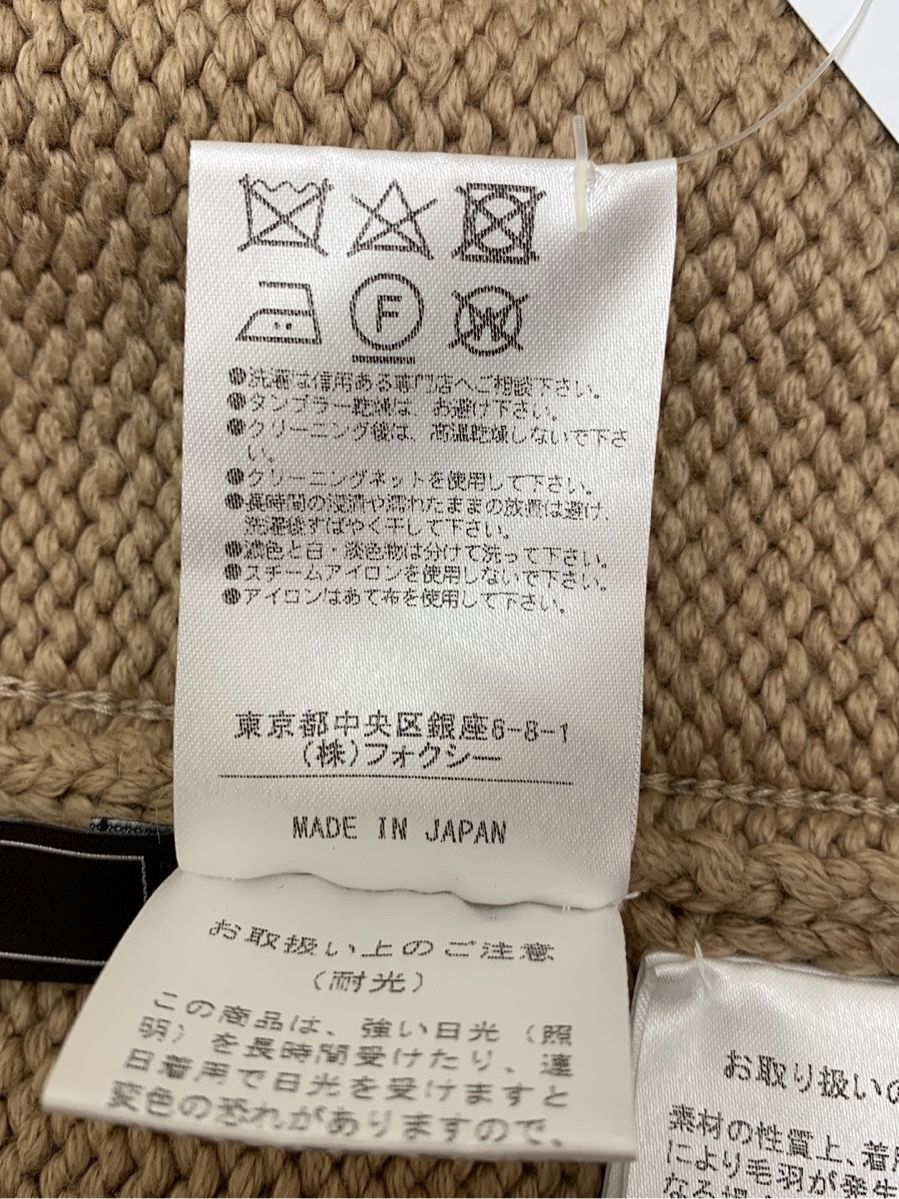 F
W
●洗濯は信用ある専門店へご相談下さい。
●タンブラー乾燥は、お避け下さい。
●クリーニング後は、高温乾燥しないで下さ
い。
●クリーニングネットを使用して下さい。
●長時間の浸漬や濡れたままの放置は避け、
洗濯後すばやく干して下さい。
●濃色と白・淡色物は分けて洗って下さい。
●スチームアイロンを使用しないで下さい。
●アイロンはあて布を使用して下さい。
東京都中央区銀座6-8-1
(株)フォクシー
MADE IN JAPAN
お取扱い上のご注意
(耐光)
この商品は、強い日光(照
明)を長時間受けたり、連
日着用で日光を受けますと
変色の恐れがありますので、
お取り扱いの
素材の性質上、着用
により毛羽が発生